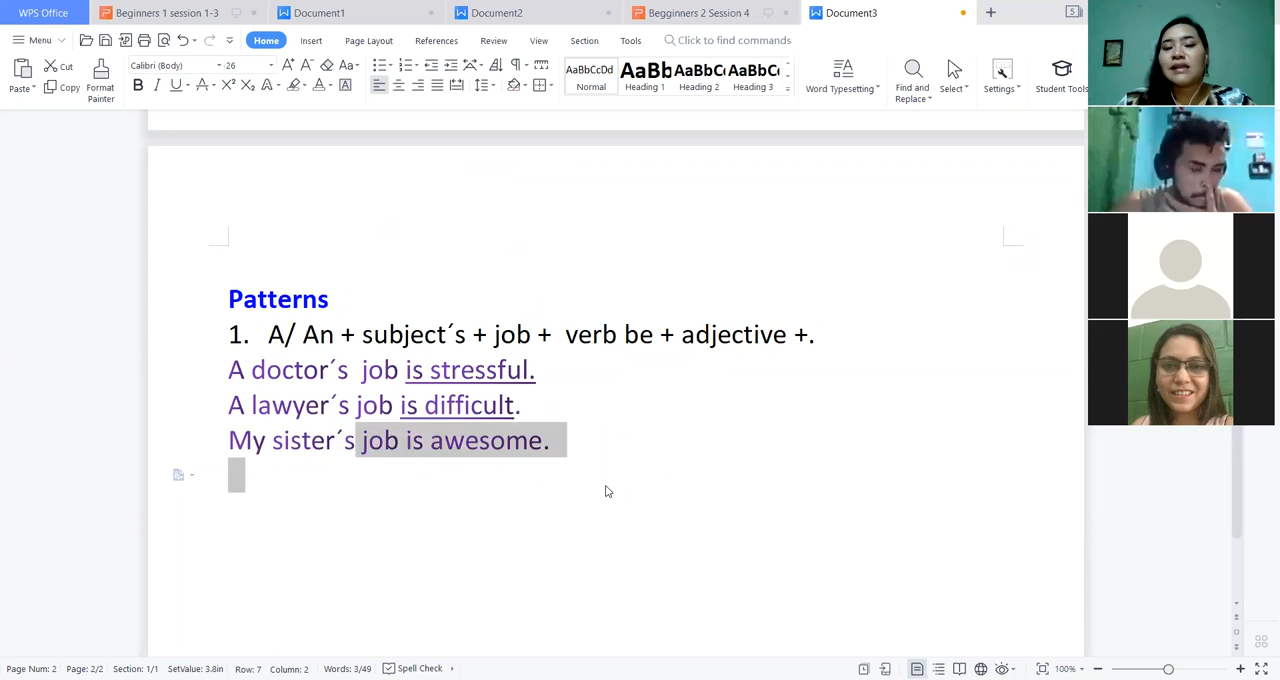 WPS Office
Beginners 1 session 1-3
Document1
Document2
Begginners 2 Session 4
Document3
5
Menu
Home
Insert
Page Layout
References
Review
View
Section
Tools
Click to find commands
Paste
Cut
Copy
Format Painter
Calibri (Body)
26
AaBbCcDd
Normal
AaBb
Heading 1
AaBbCc
Heading 2
AaBbCc
Heading 3
Word Typesetting
Find and Replace
Select
Settings
Student Tools
Patterns
1. A/ An + subject´s + job + verb be + adjective +.
A doctor´s job is stressful.
A lawyer´s job is difficult.
My sister´s job is awesome.
Page Num: 2 Page: 2/2 Section: 1/1 SetValue: 3.8in Row: 7 Column: 2 Words: 3/49 Spell Check 100%